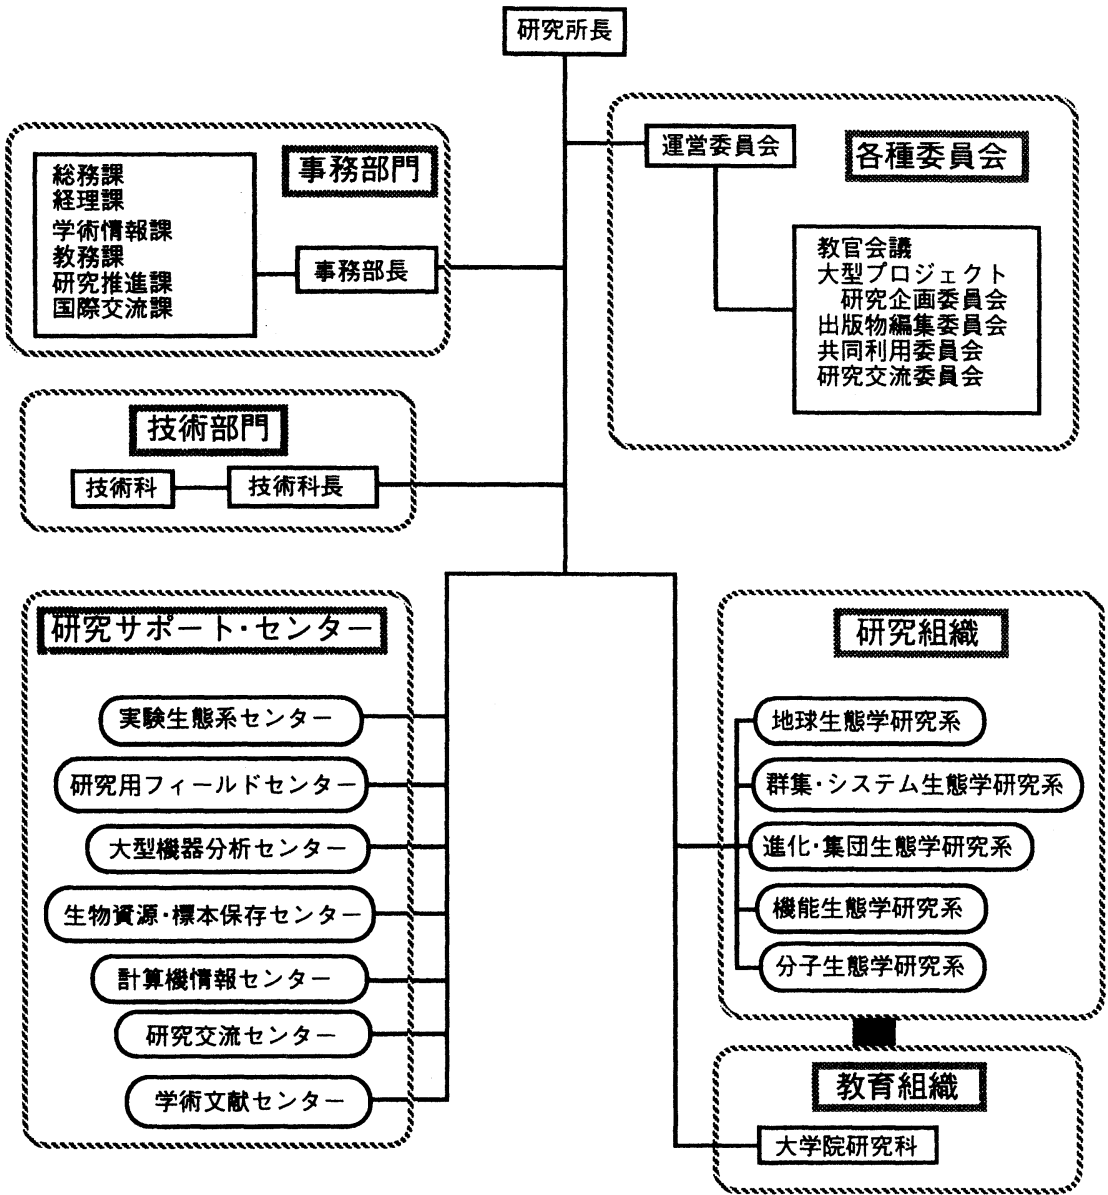 研究所長
運営委員会
各種委員会
教官会議
大型プロジェクト
研究企画委員会
出版物編集委員会
共同利用委員会
研究交流委員会
事務部門
総務課
経理課
学術情報課
教務課
研究推進課
国際交流課
事務部長
技術部門
技術科
技術科長
研究サポート・センター
実験生態系センター
研究用フィールドセンター
大型機器分析センター
生物資源・標本保存センター
計算機情報センター
研究交流センター
学術文献センター
研究組織
地球生態学研究系
群集・システム生態学研究系
進化・集団生態学研究系
機能生態学研究系
分子生態学研究系
教育組織
大学院研究科